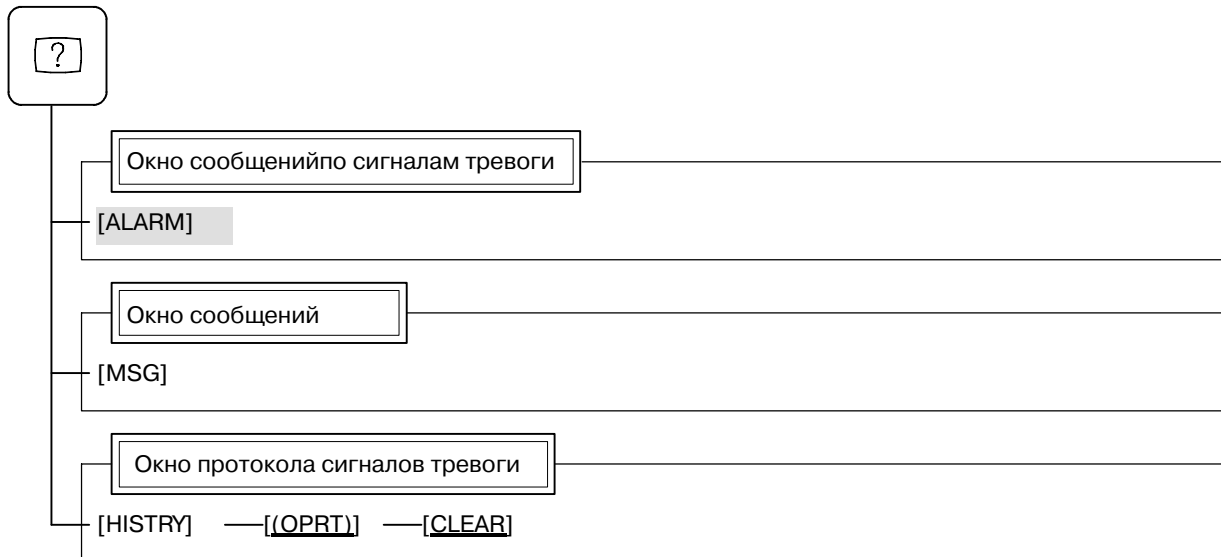 ?
Окно сообщенийпо сигналам тревоги
[ALARM]
Окно сообщений
[MSG]
Окно протокола сигналов тревоги
[HISTRY] [(OPRT)] [CLEAR]